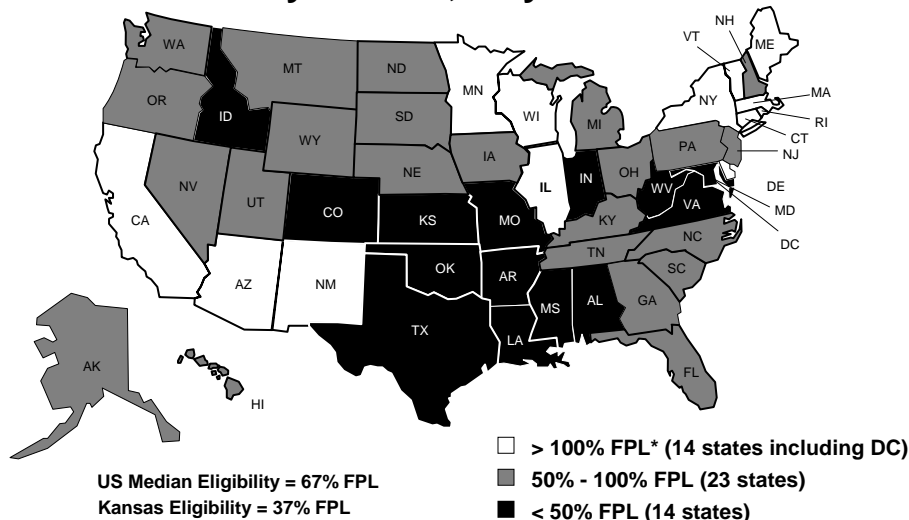 WA
MT
ND
MN
VT
NH
ME
OR
ID
SD
WI
MI
NY
MA
RI
CT
WY
IA
PA
NJ
NE
NV
UT
IL
IN
OH
WV
DE
MD
DC
CA
CO
KS
MO
KY
VA
NC
TN
AZ
NM
OK
AR
SC
TX
MS
AL
GA
LA
FL
AK
HI
> 100% FPL* (14 states including DC)
50% - 100% FPL (23 states)
< 50% FPL (14 states)
US Median Eligibility = 67% FPL
Kansas Eligibility = 37% FPL